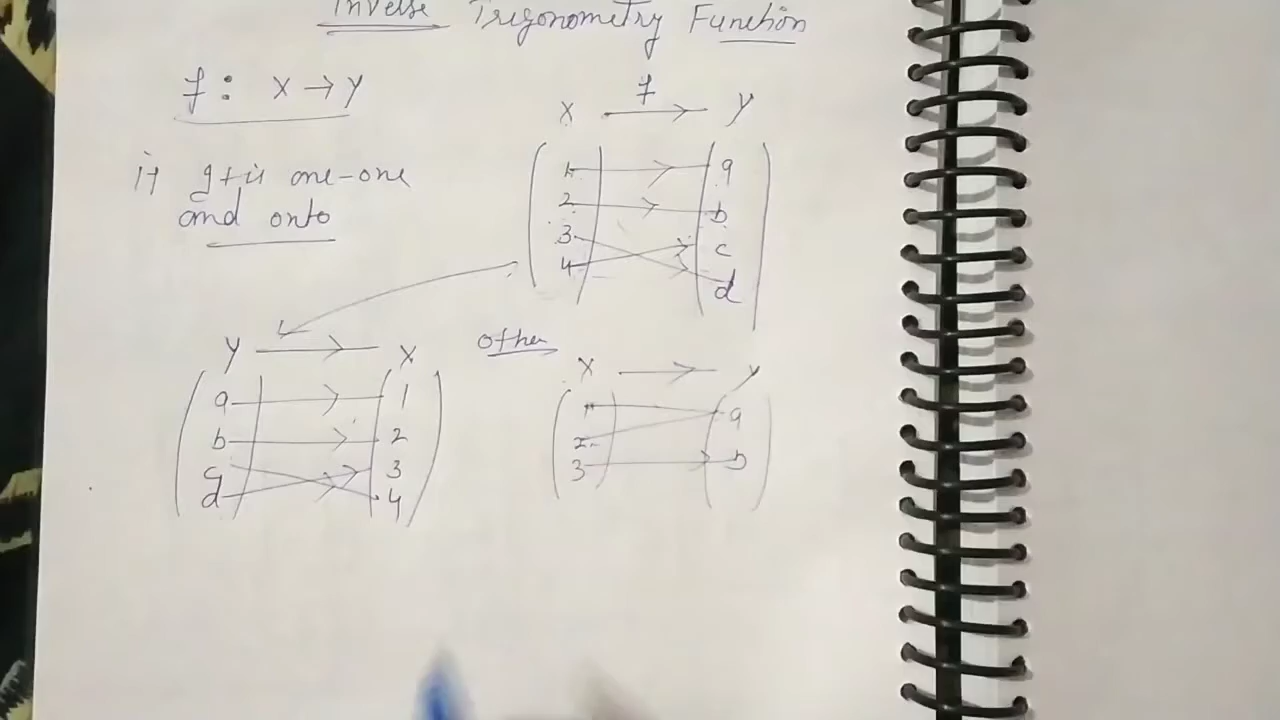 Inverse Trigonometry Function
f : X → Y
X f → Y
if it is one-one
and onto
1 a
2 b
3 c
4 d
Y → X
a 1
b 2
c 3
d 4
other
X → Y
1 a
2
3 b